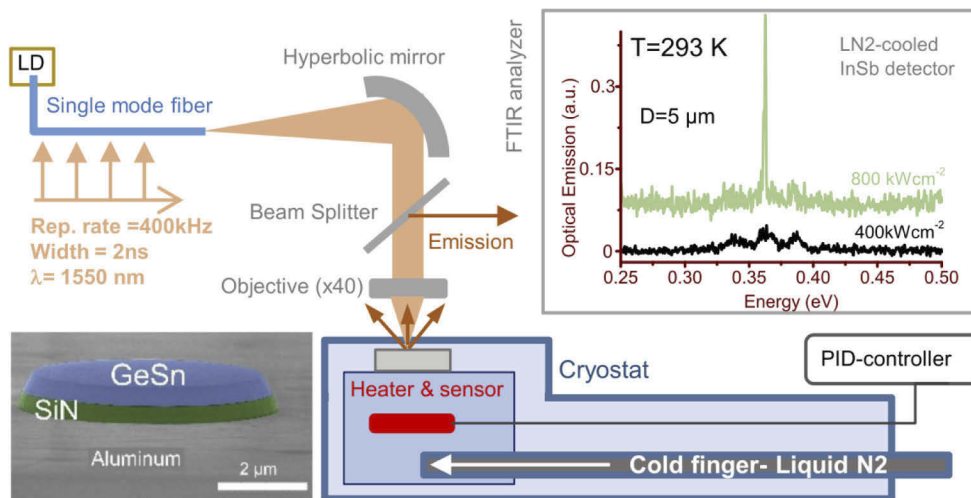 LD
Single mode fiber
Hyperbolic mirror
Rep. rate =400kHz
Width = 2ns
λ= 1550 nm
Beam Splitter
Emission
Objective (x40)
FTIR analyzer
T=293 K
LN2-cooled
InSb detector
D=5 µm
Optical Emission (a.u.)
0.3
0.15
0
800 kWcm⁻²
400kWcm⁻²
0.25
0.30
0.35
0.40
0.45
0.50
Energy (eV)
GeSn
SiN
Aluminum
2 µm
Heater & sensor
Cryostat
PID-controller
Cold finger- Liquid N2